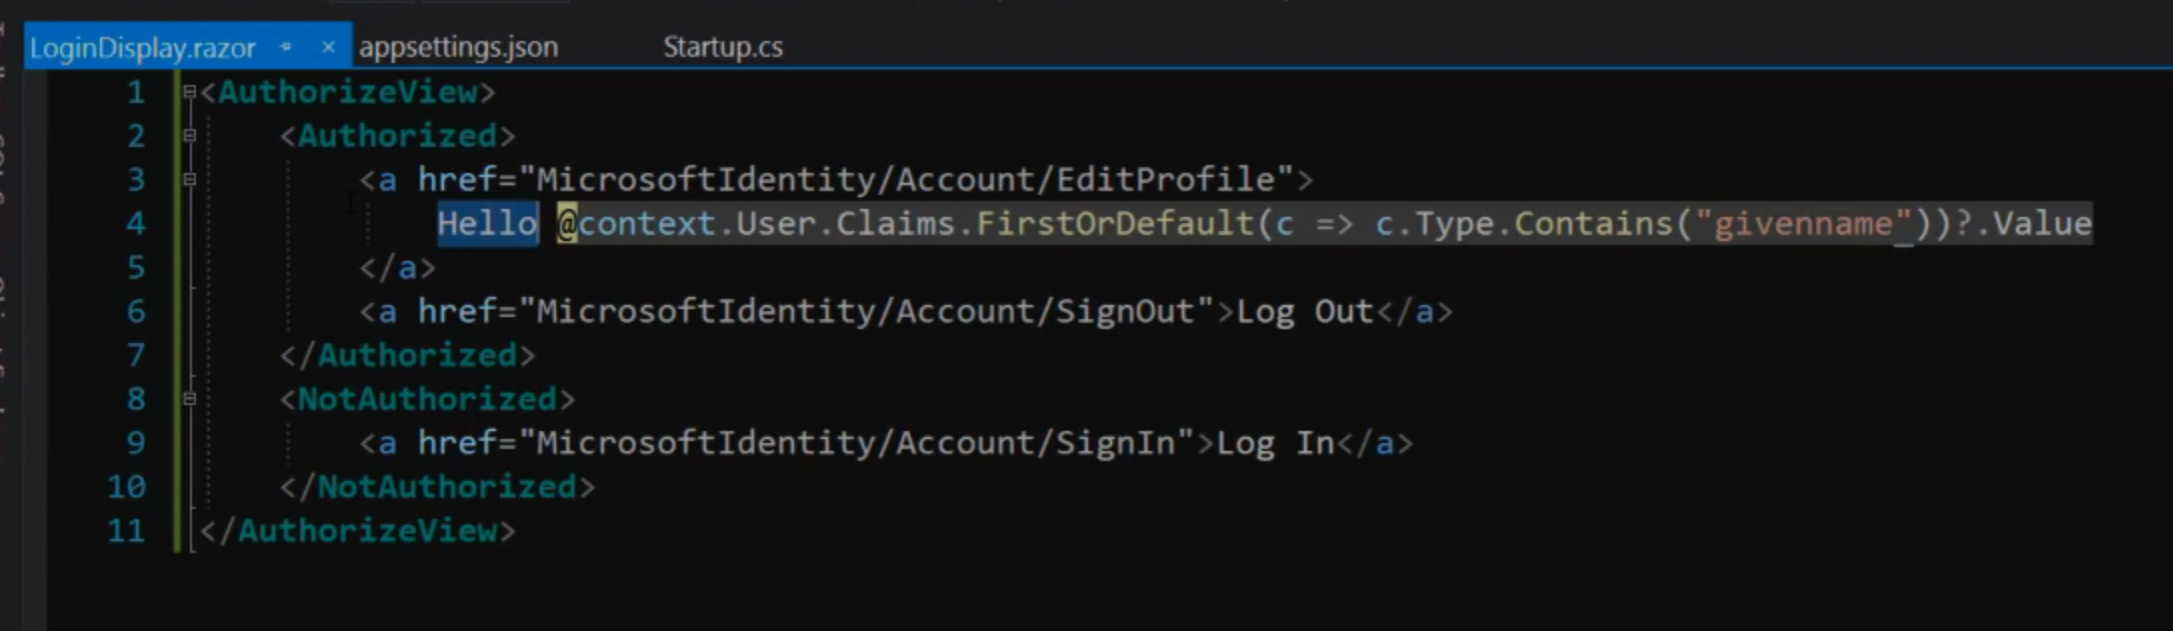 LoginDisplay.razor appsettings.json Startup.cs
1 <AuthorizeView>
2 <Authorized>
3 <a href="MicrosoftIdentity/Account/EditProfile">
4 Hello @context.User.Claims.FirstOrDefault(c => c.Type.Contains("givenname"))?.Value
5 </a>
6 <a href="MicrosoftIdentity/Account/SignOut">Log Out</a>
7 </Authorized>
8 <NotAuthorized>
9 <a href="MicrosoftIdentity/Account/SignIn">Log In</a>
10 </NotAuthorized>
11 </AuthorizeView>